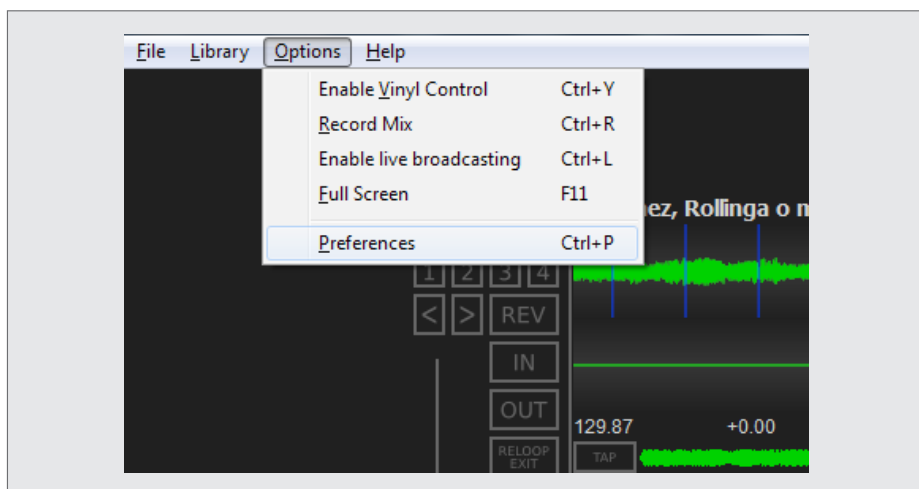 File Library Options Help
Enable Vinyl Control Ctrl+Y
Record Mix Ctrl+R
Enable live broadcasting Ctrl+L
Full Screen F11
Preferences Ctrl+P
Rollinga o
1 2 3 4
< > REV
IN
OUT
129.87 +0.00
RELOOP
EXIT
TAP